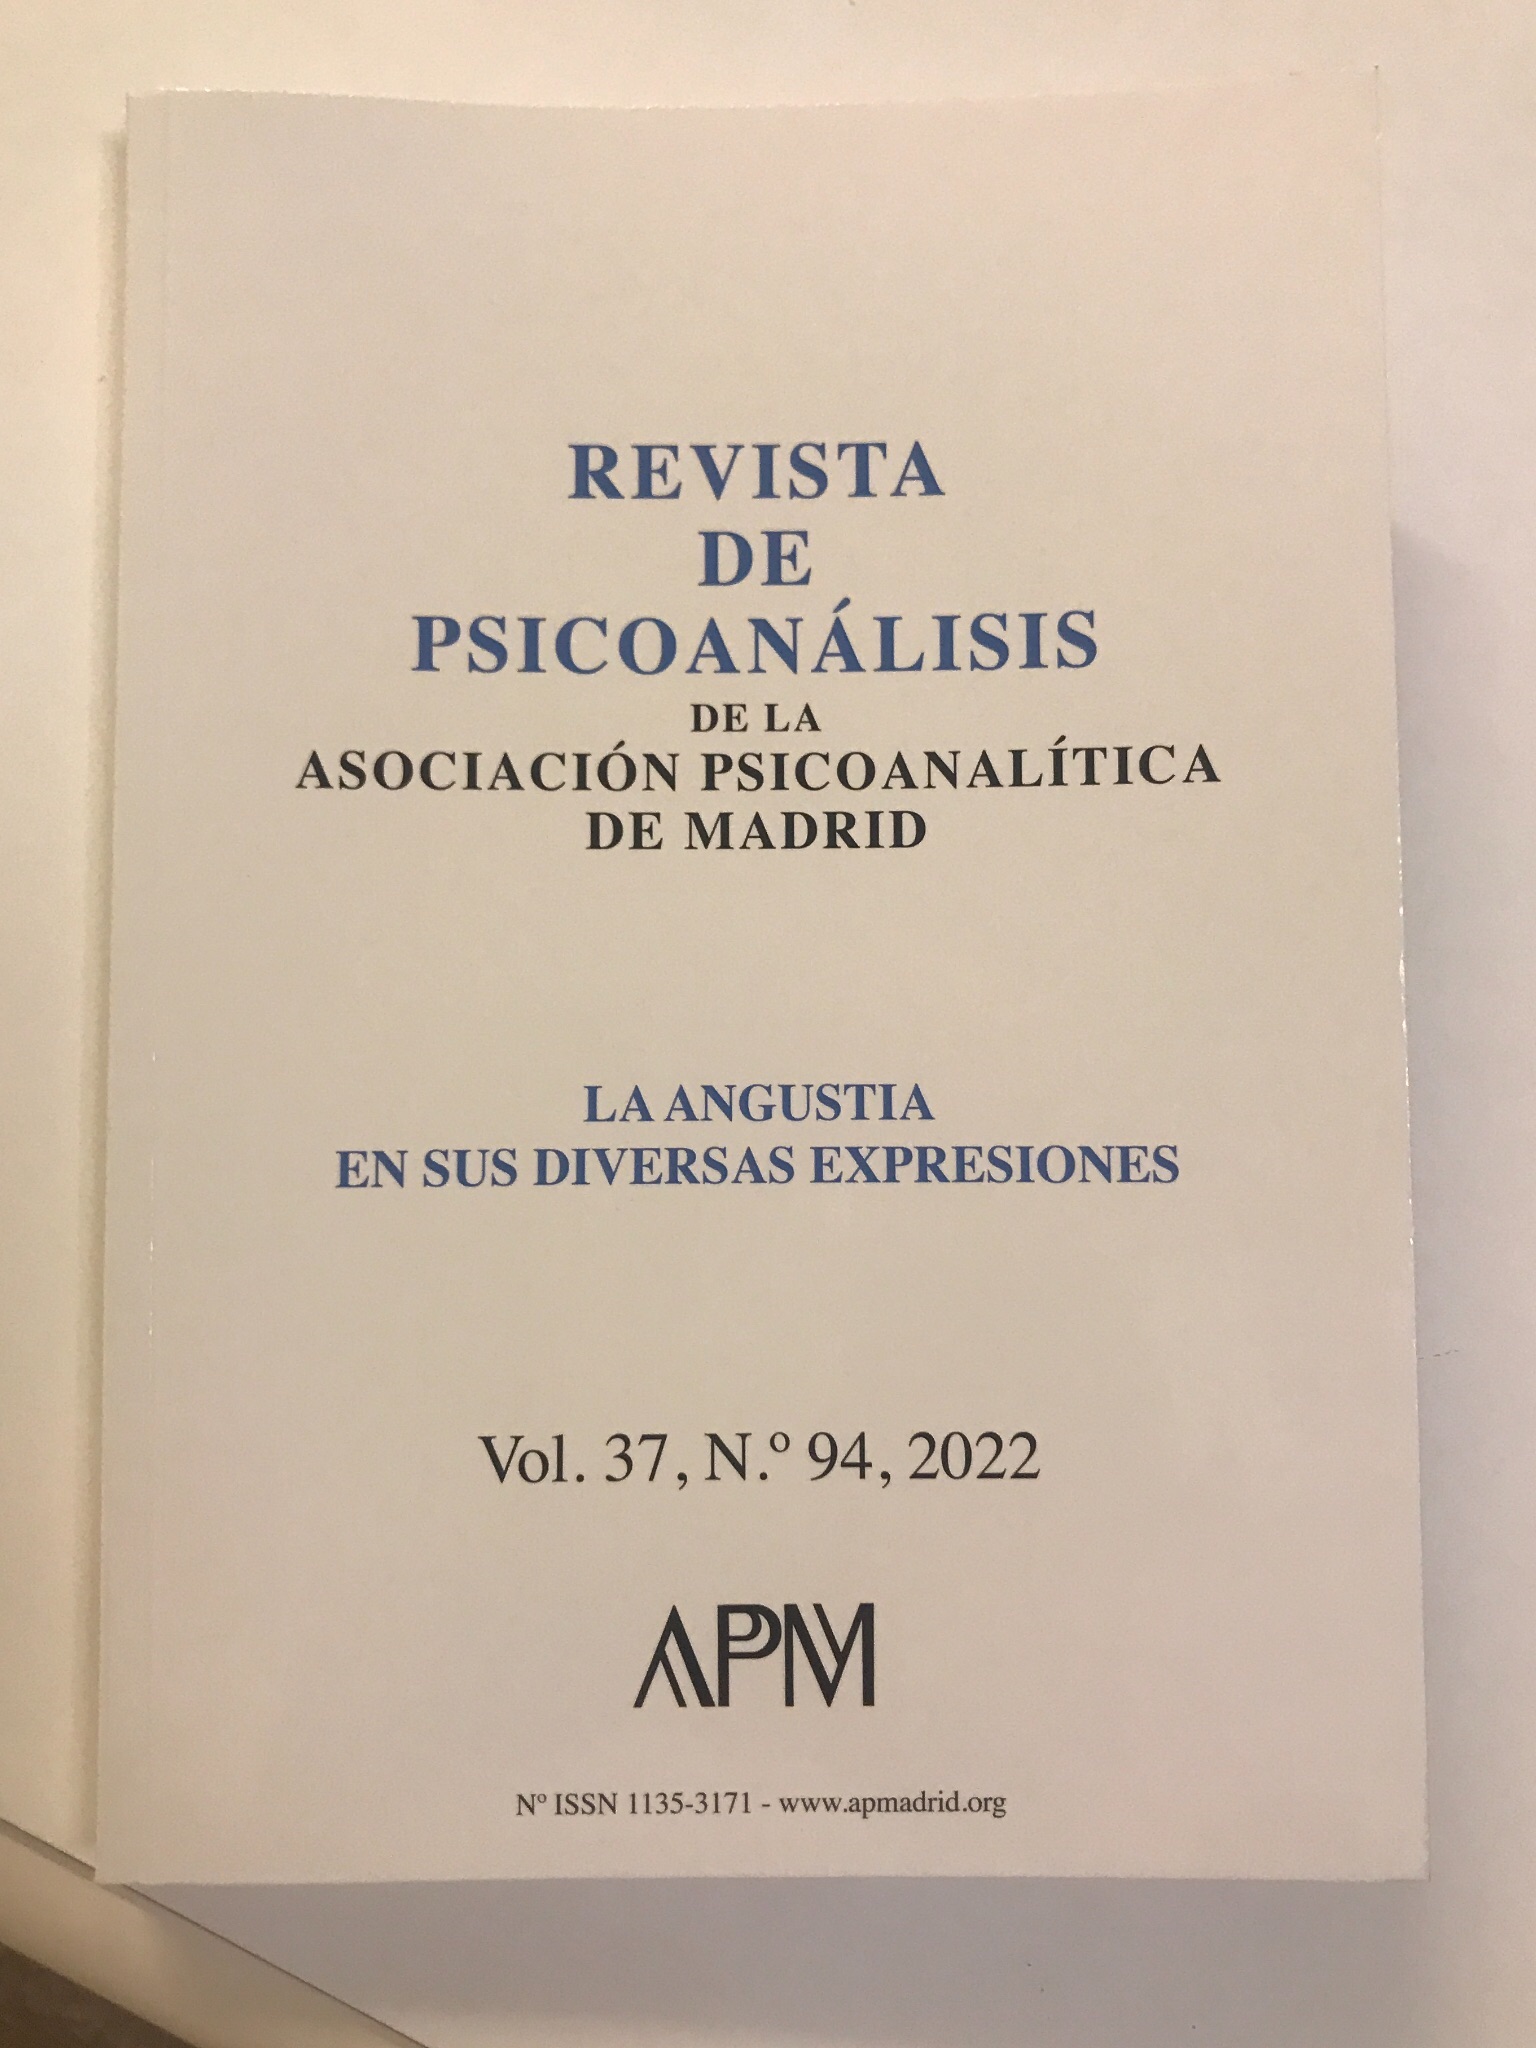 REVISTA
DE
PSICOANÁLISIS
DE LA
ASOCIACIÓN PSICOANALÍTICA
DE MADRID
LA ANGUSTIA
EN SUS DIVERSAS EXPRESIONES
Vol. 37, N.º 94, 2022
APM
Nº ISSN 1135-3171 - www.apmadrid.org